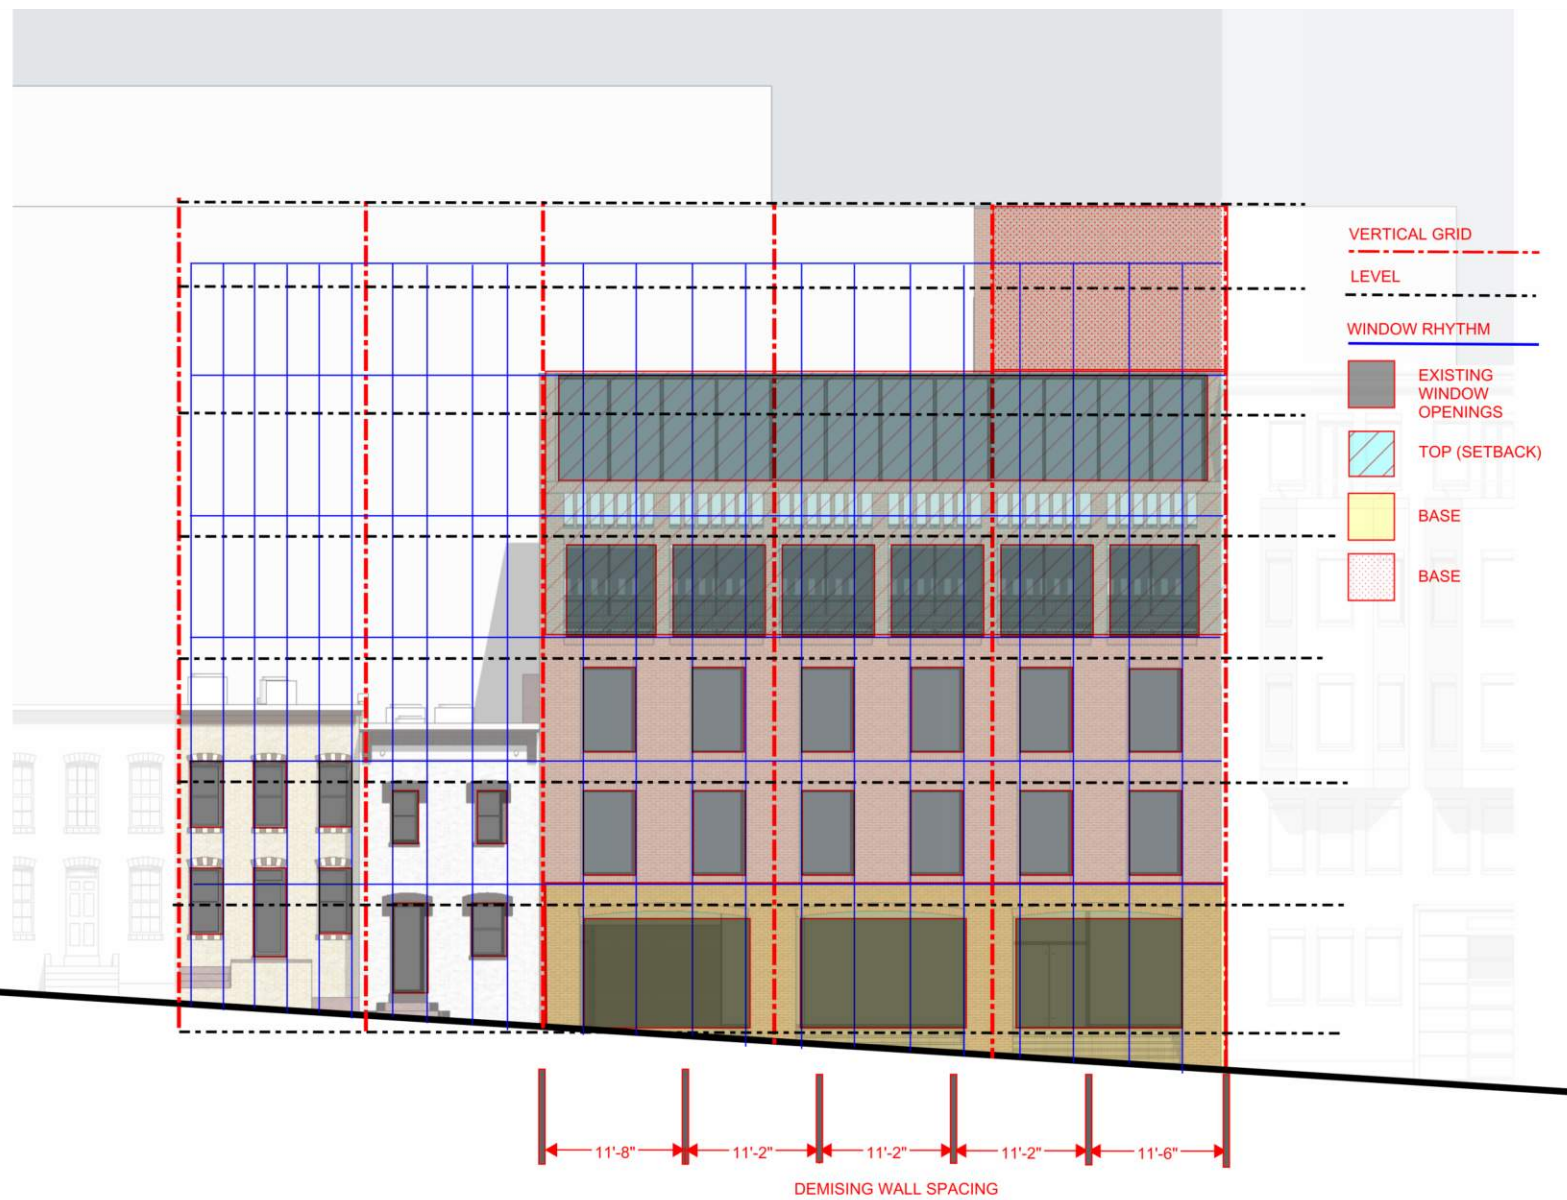 VERTICAL GRID
LEVEL
WINDOW RHYTHM
EXISTING
WINDOW
OPENINGS
TOP (SETBACK)
BASE
BASE
11'-8"
11'-2"
11'-2"
11'-2"
11'-6"
DEMISING WALL SPACING